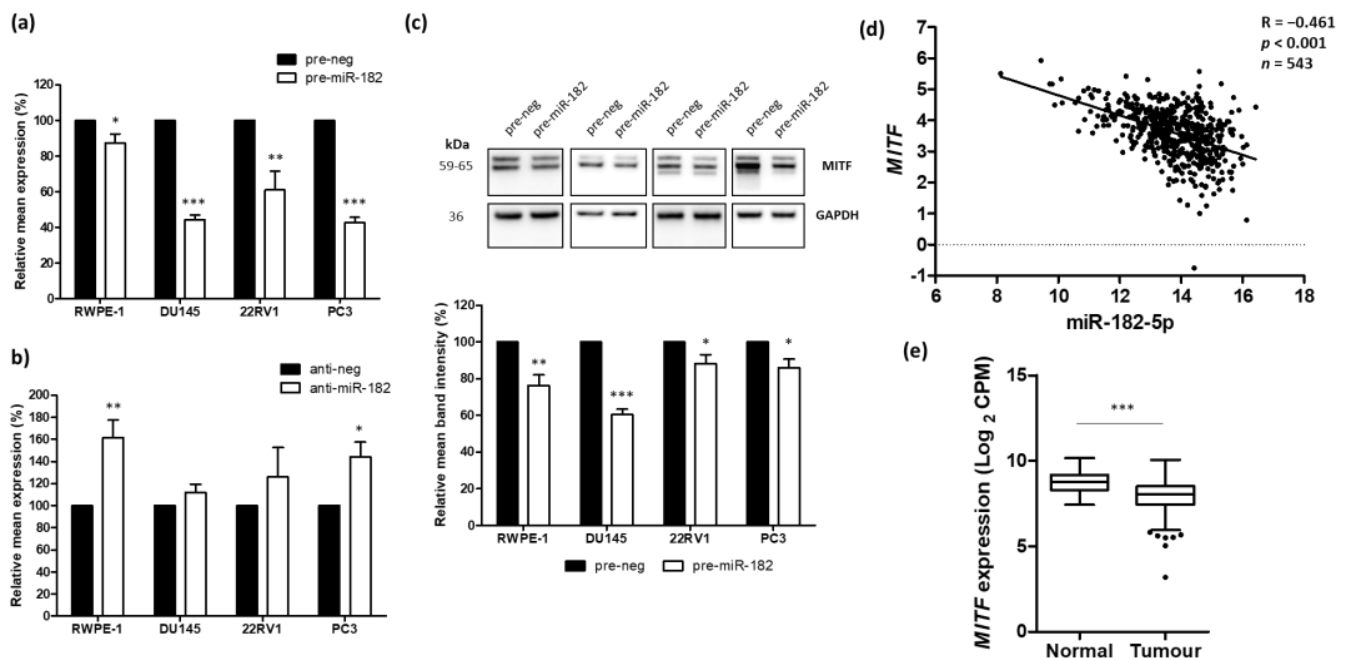 (a)
pre-neg
pre-miR-182
Relative mean expression (%)
120
100
80
60
40
20
0
*
***
**
***
RWPE-1 DU145 22RV1 PC3
b)
anti-neg
anti-miR-182
Relative mean expression (%)
200
180
160
140
120
100
80
60
40
20
0
**
*
RWPE-1 DU145 22RV1 PC3
(c)
pre-neg pre-miR-182 pre-neg pre-miR-182 pre-neg pre-miR-182 pre-neg pre-miR-182
kDa
59-65 MITF
36 GAPDH
Relative mean band intensity (%)
120
100
80
60
40
20
0
**
***
*
*
RWPE-1 DU145 22RV1 PC3
pre-neg pre-miR-182
(d)
R = −0.461
p < 0.001
n = 543
MITF
7
6
5
4
3
2
1
0
-1
6 8 10 12 14 16 18
miR-182-5p
(e)
MITF expression (Log 2 CPM)
15
10
5
0
***
Normal Tumour